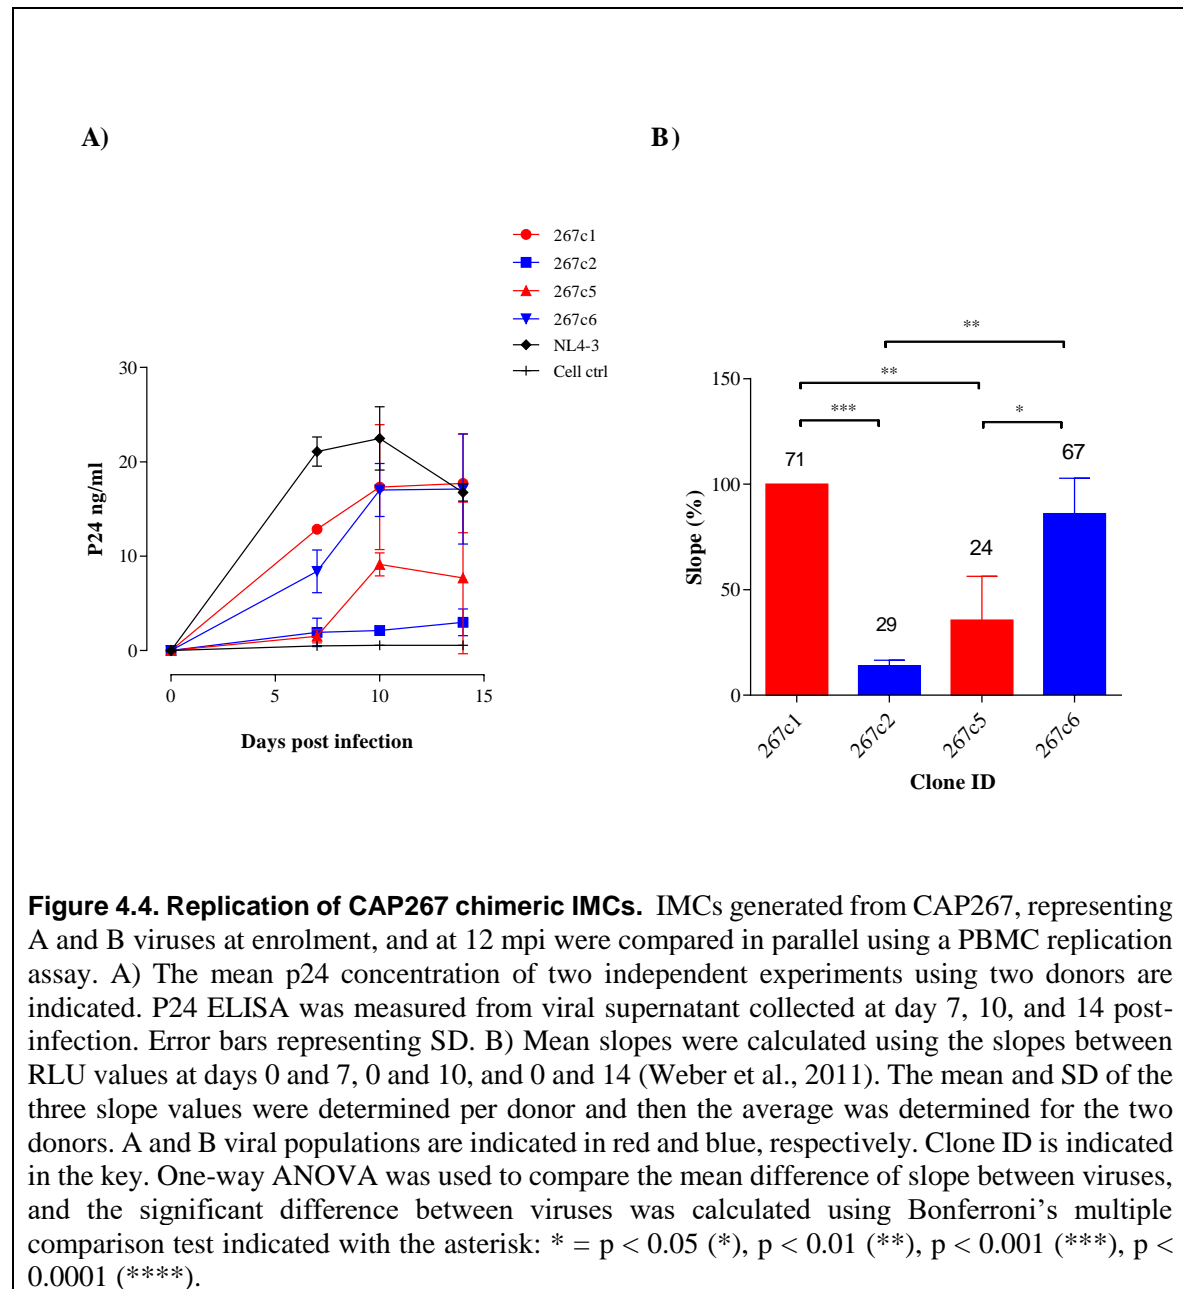 A)
B)
267c1
267c2
267c5
267c6
NL4-3
Cell ctrl
30
20
10
0
P24 ng/ml
0
5
10
15
Days post infection
**
**
***
*
150
100
50
0
Slope (%)
71
29
24
67
267c1
267c2
267c5
267c6
Clone ID
Figure 4.4. Replication of CAP267 chimeric IMCs. IMCs generated from CAP267, representing
A and B viruses at enrolment, and at 12 mpi were compared in parallel using a PBMC replication
assay. A) The mean p24 concentration of two independent experiments using two donors are
indicated. P24 ELISA was measured from viral supernatant collected at day 7, 10, and 14 post-
infection. Error bars representing SD. B) Mean slopes were calculated using the slopes between
RLU values at days 0 and 7, 0 and 10, and 0 and 14 (Weber et al., 2011). The mean and SD of the
three slope values were determined per donor and then the average was determined for the two
donors. A and B viral populations are indicated in red and blue, respectively. Clone ID is indicated
in the key. One-way ANOVA was used to compare the mean difference of slope between viruses,
and the significant difference between viruses was calculated using Bonferroni’s multiple
comparison test indicated with the asterisk: * = p < 0.05 (*), p < 0.01 (**), p < 0.001 (***), p <
0.0001 (****).